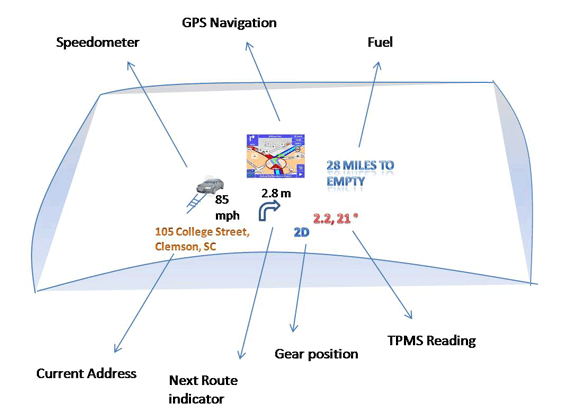 GPS Navigation
Speedometer
Fuel
28 MILES TO
EMPTY
85
mph
2.8 m
105 College Street,
Clemson, SC
2.2, 21 °
2D
TPMS Reading
Gear position
Current Address
Next Route
indicator